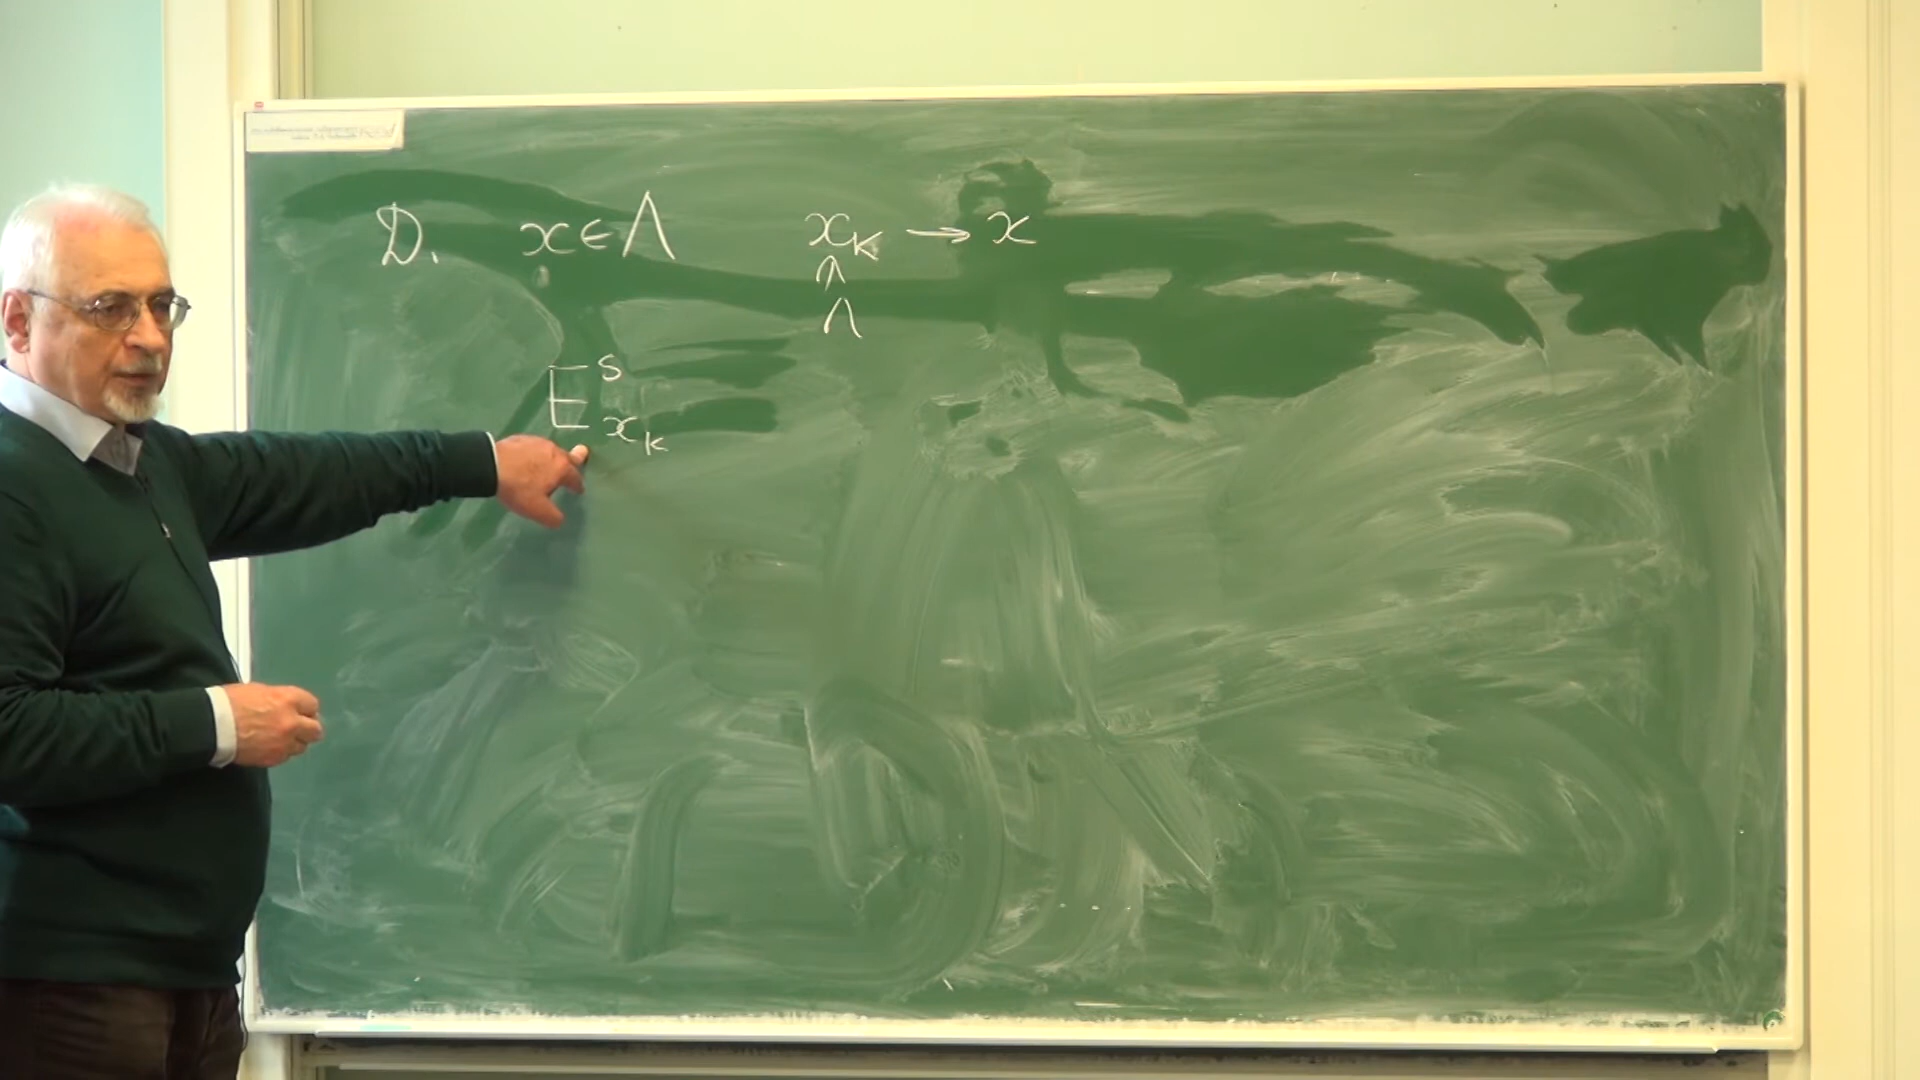 D. x ∈ Λ x_k → x
∧
Λ
E^s_{x_k}